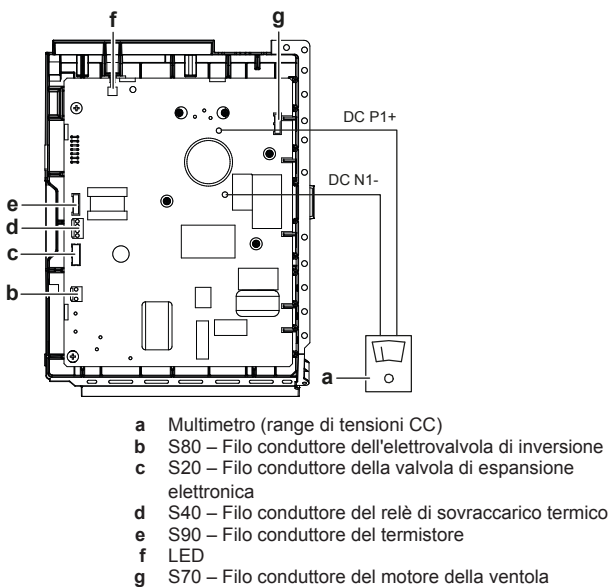 f
g
DC P1+
DC N1-
e
d
c
b
a
a Multimetro (range di tensioni CC)
b S80 – Filo conduttore dell'elettrovalvola di inversione
c S20 – Filo conduttore della valvola di espansione
elettronica
d S40 – Filo conduttore del relè di sovraccarico termico
e S90 – Filo conduttore del termistore
f LED
g S70 – Filo conduttore del motore della ventola